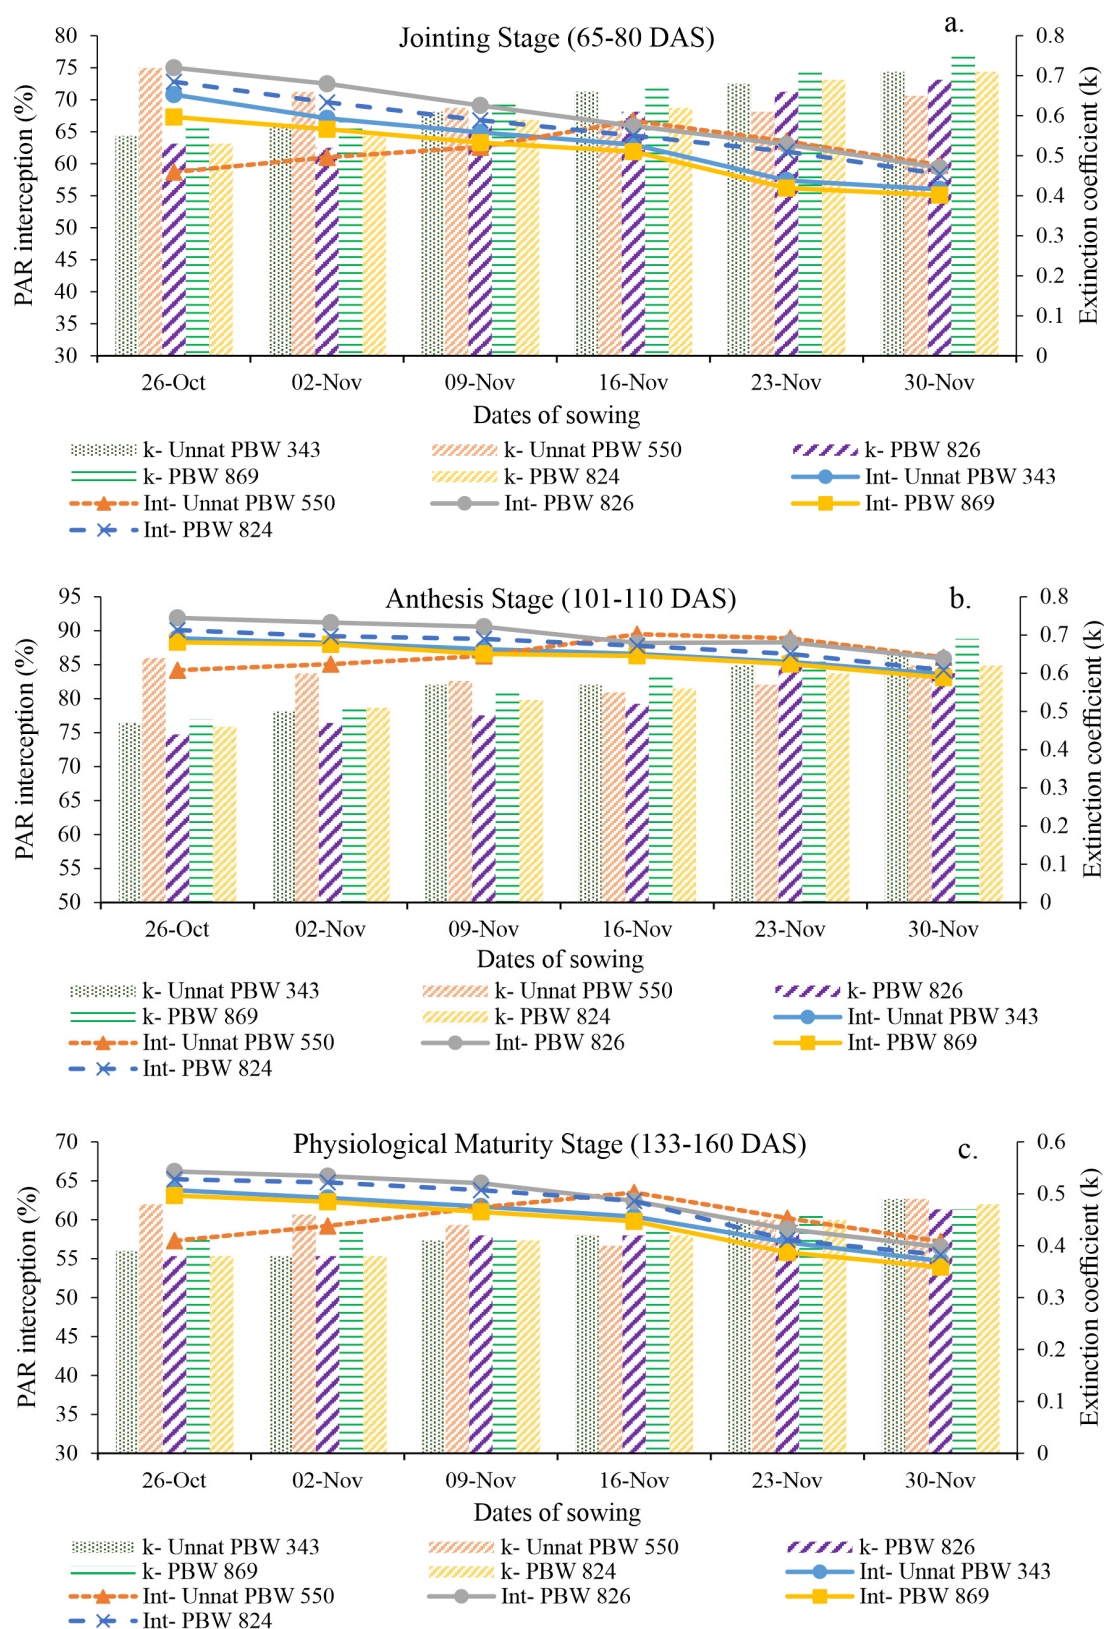 a.
Jointing Stage (65-80 DAS)
80
75
70
65
60
55
50
45
40
35
30
PAR interception (%)
0.8
0.7
0.6
0.5
0.4
0.3
0.2
0.1
0
Extinction coefficient (k)
26-Oct 02-Nov 09-Nov 16-Nov 23-Nov 30-Nov
Dates of sowing
k- Unnat PBW 343 k- Unnat PBW 550 k- PBW 826
k- PBW 869 k- PBW 824 Int- Unnat PBW 343
Int- Unnat PBW 550 Int- PBW 826 Int- PBW 869
Int- PBW 824
Anthesis Stage (101-110 DAS) b.
95
90
85
80
75
70
65
60
55
50
PAR interception (%)
0.8
0.7
0.6
0.5
0.4
0.3
0.2
0.1
0
Extinction coefficient (k)
26-Oct 02-Nov 09-Nov 16-Nov 23-Nov 30-Nov
Dates of sowing
k- Unnat PBW 343 k- Unnat PBW 550 k- PBW 826
k- PBW 869 k- PBW 824 Int- Unnat PBW 343
Int- Unnat PBW 550 Int- PBW 826 Int- PBW 869
Int- PBW 824
Physiological Maturity Stage (133-160 DAS) c.
70
65
60
55
50
45
40
35
30
PAR interception (%)
0.6
0.5
0.4
0.3
0.2
0.1
0
Extinction coefficient (k)
26-Oct 02-Nov 09-Nov 16-Nov 23-Nov 30-Nov
Dates of sowing
k- Unnat PBW 343 k- Unnat PBW 550 k- PBW 826
k- PBW 869 k- PBW 824 Int- Unnat PBW 343
Int- Unnat PBW 550 Int- PBW 826 Int- PBW 869
Int- PBW 824